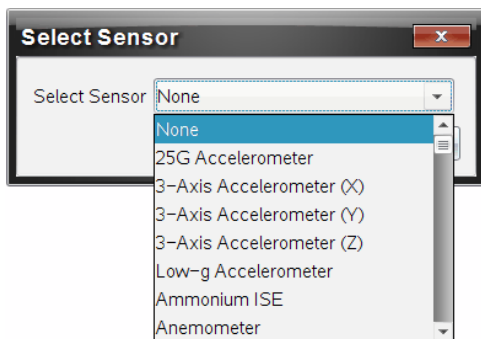 Select Sensor
Select Sensor None
None
25G Accelerometer
3-Axis Accelerometer (X)
3-Axis Accelerometer (Y)
3-Axis Accelerometer (Z)
Low-g Accelerometer
Ammonium ISE
Anemometer